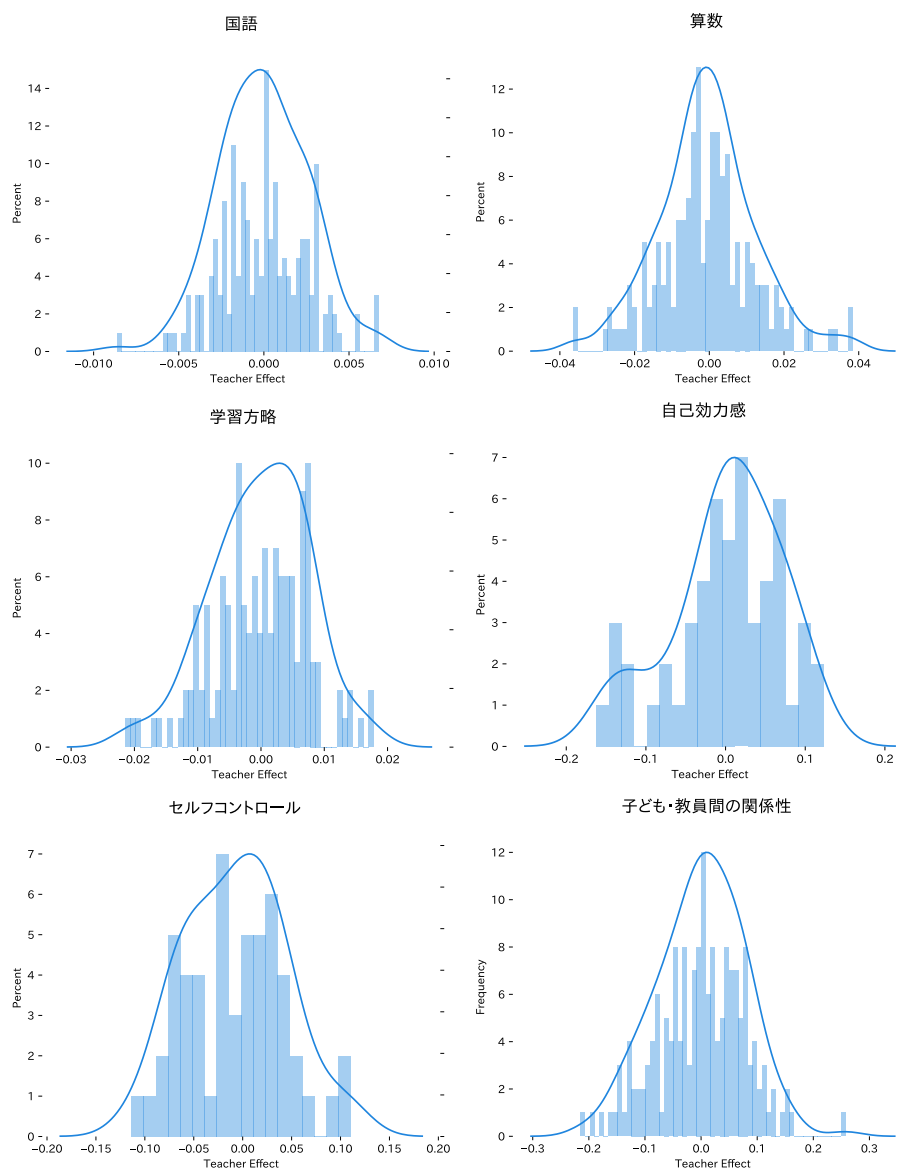 国語
14
12
10
8
6
4
2
0
Percent
−0.010 −0.005 0.000 0.005 0.010
Teacher Effect
算数
12
10
8
6
4
2
0
Percent
−0.04 −0.02 0.00 0.02 0.04
Teacher Effect
学習方略
10
8
6
4
2
0
Percent
−0.03 −0.02 −0.01 0.00 0.01 0.02
Teacher Effect
自己効力感
7
6
5
4
3
2
1
0
Percent
−0.2 −0.1 0.0 0.1 0.2
Teacher Effect
セルフコントロール
7
6
5
4
3
2
1
0
Percent
−0.20 −0.15 −0.10 −0.05 0.00 0.05 0.10 0.15 0.20
Teacher Effect
子ども・教員間の関係性
12
10
8
6
4
2
0
Frequency
−0.3 −0.2 −0.1 0.0 0.1 0.2 0.3
Teacher Effect